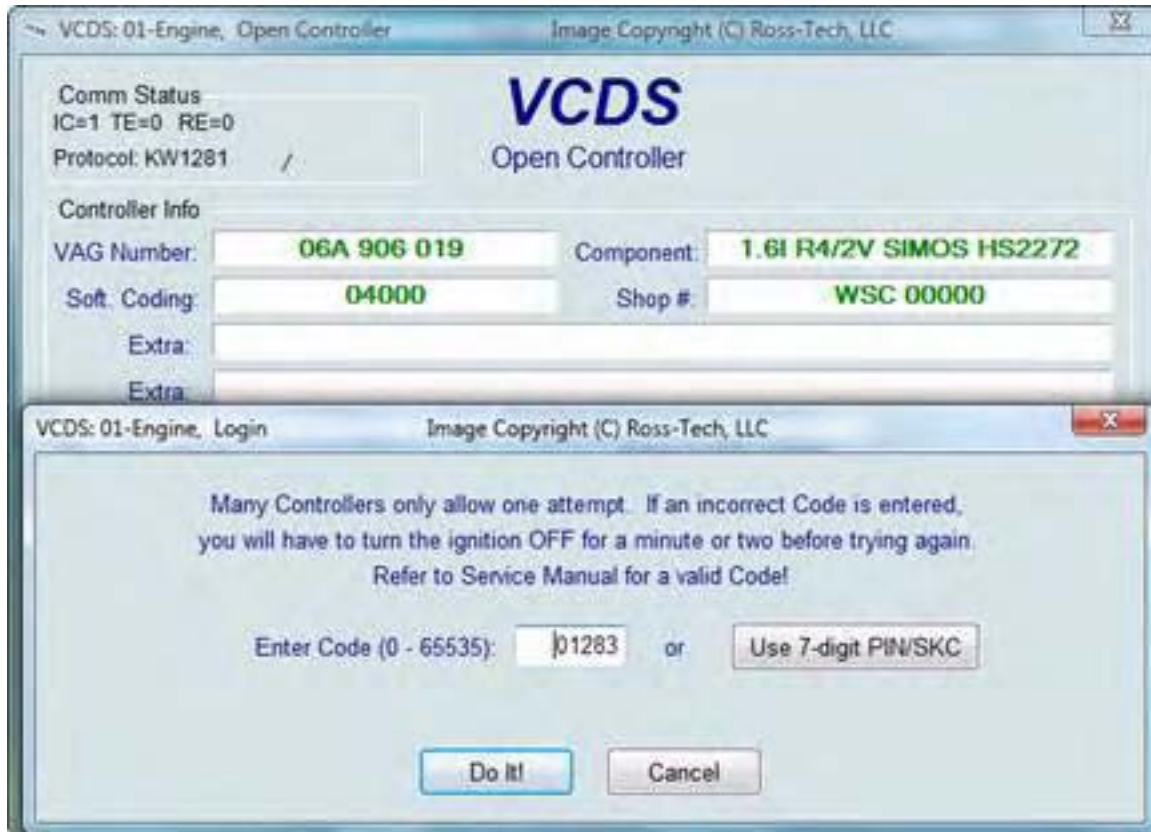 VCDS: 01-Engine, Open Controller Image Copyright (C) Ross-Tech, LLC
Comm Status
IC=1 TE=0 RE=0
Protocol: KW1281 /
VCDS
Open Controller
Controller Info
VAG Number: 06A 906 019 Component: 1.6l R4/2V SIMOS HS2272
Soft. Coding: 04000 Shop #: WSC 00000
Extra:
Extra:
VCDS: 01-Engine, Login Image Copyright (C) Ross-Tech, LLC
Many Controllers only allow one attempt. If an incorrect Code is entered,
you will have to turn the ignition OFF for a minute or two before trying again.
Refer to Service Manual for a valid Code!
Enter Code (0 - 65535): 01283 or Use 7-digit PIN/SKC
Do It! Cancel